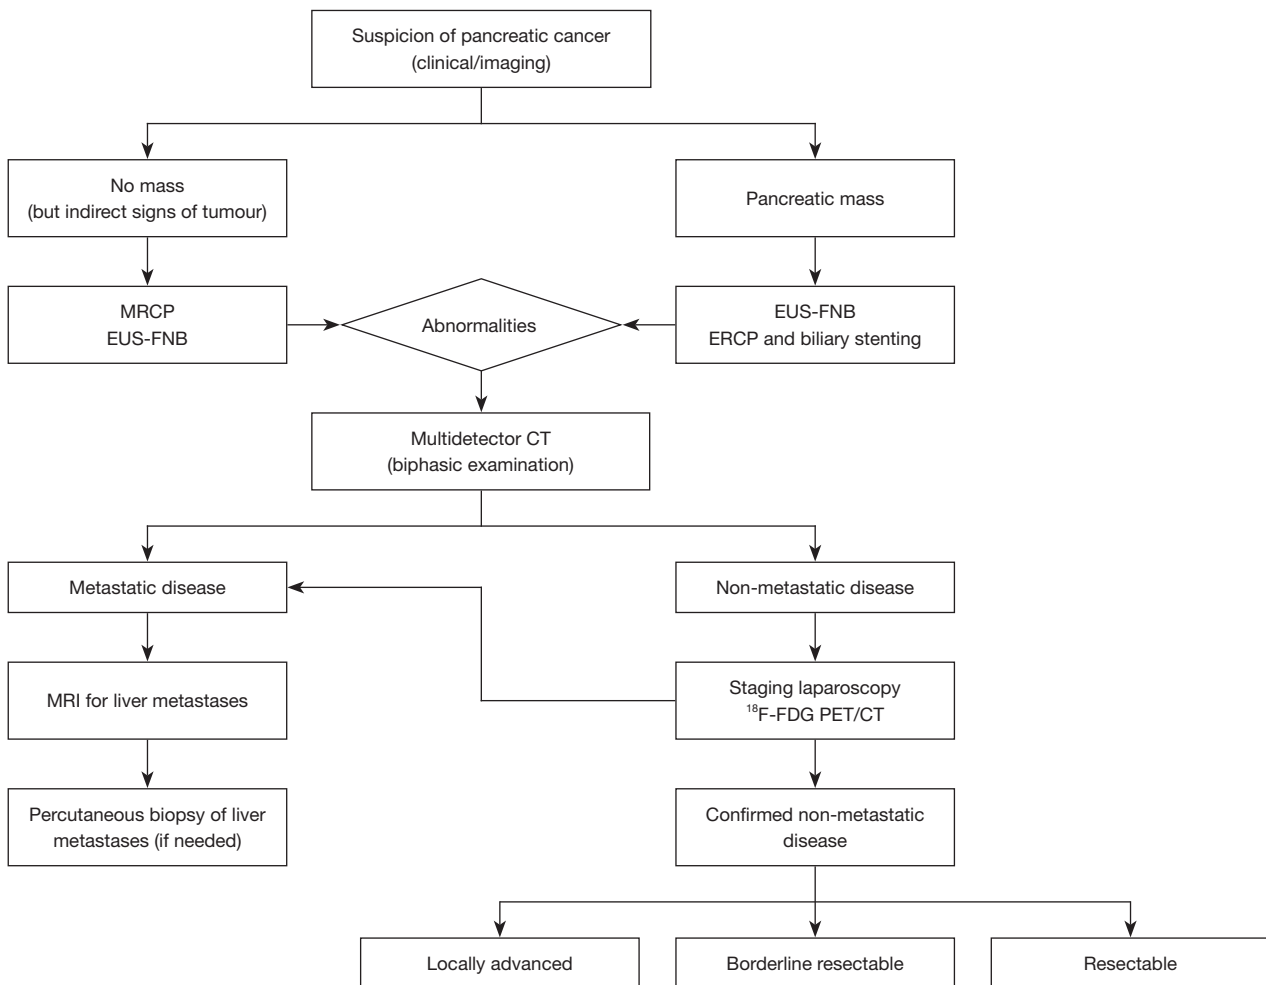 Suspicion of pancreatic cancer
(clinical/imaging)
No mass
(but indirect signs of tumour)
Pancreatic mass
MRCP
EUS-FNB
Abnormalities
EUS-FNB
ERCP and biliary stenting
Multidetector CT
(biphasic examination)
Metastatic disease
Non-metastatic disease
MRI for liver metastases
Staging laparoscopy
¹⁸F-FDG PET/CT
Percutaneous biopsy of liver
metastases (if needed)
Confirmed non-metastatic
disease
Locally advanced
Borderline resectable
Resectable